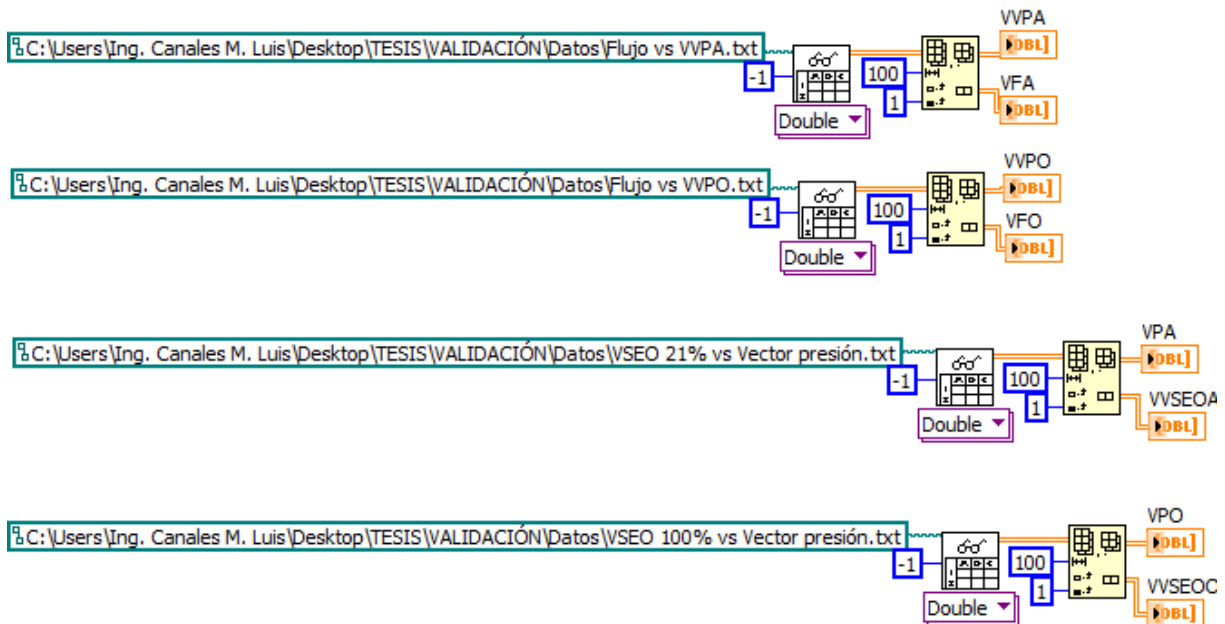 VVPA
C:\Users\Ing. Canales M. Luis\Desktop\TESIS\VALIDACIÓN\Datos\Flujo vs VVPA.txt
DBL]
-1
100
VFA
1
DBL]
Double
VVPO
C:\Users\Ing. Canales M. Luis\Desktop\TESIS\VALIDACIÓN\Datos\Flujo vs VVPO.txt
DBL]
-1
100
VFO
1
DBL]
Double
VPA
C:\Users\Ing. Canales M. Luis\Desktop\TESIS\VALIDACIÓN\Datos\VSEO 21% vs Vector presión.txt
DBL]
-1
100
VVSEOA
1
DBL]
Double
VPO
C:\Users\Ing. Canales M. Luis\Desktop\TESIS\VALIDACIÓN\Datos\VSEO 100% vs Vector presión.txt
DBL]
-1
100
VVSEOO
1
DBL]
Double